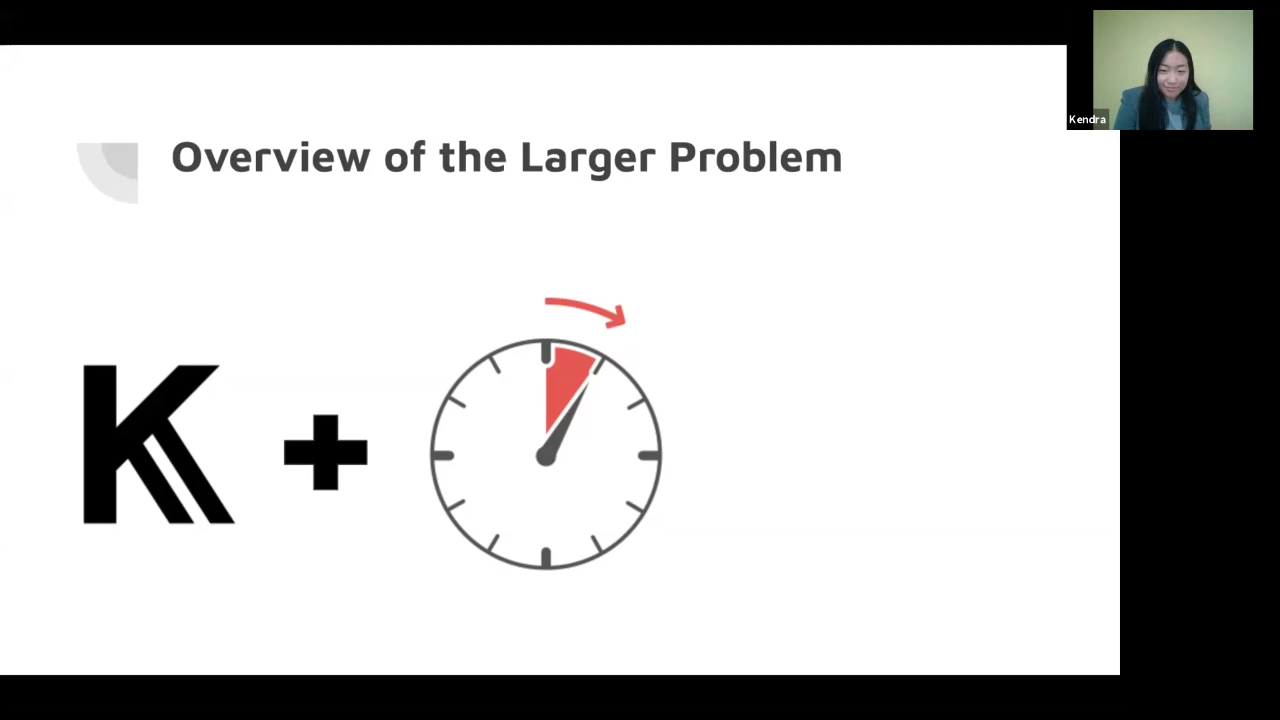 Kendra
Overview of the Larger Problem
K +